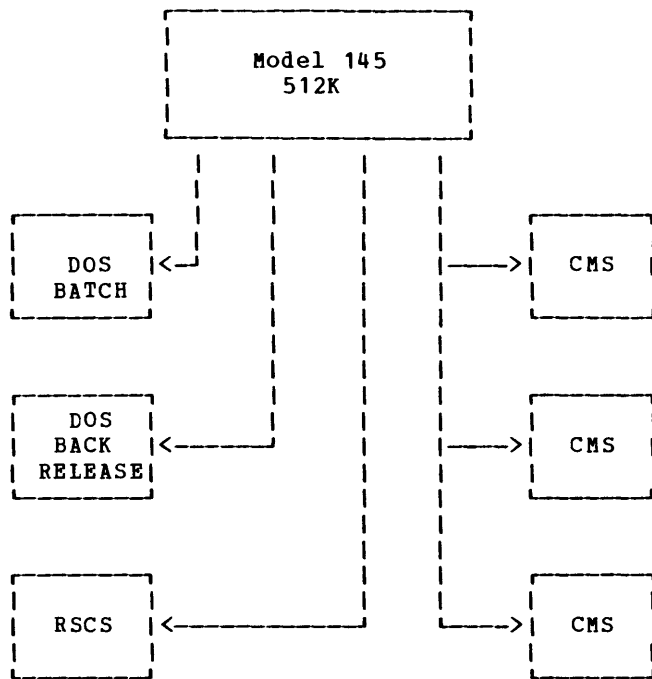 Model 145
512K
DOS
BATCH
CMS
DOS
BACK
RELEASE
CMS
RSCS
CMS